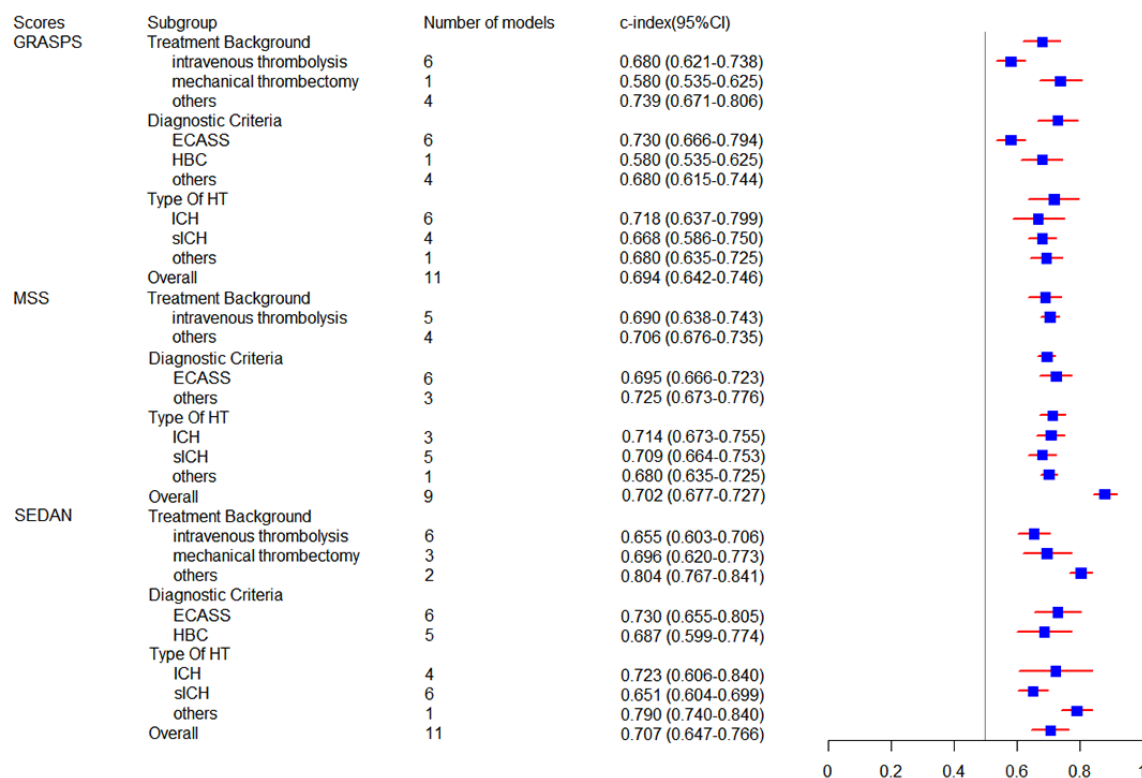 Scores Subgroup Number of models c-index(95%CI)
GRASPS Treatment Background
intravenous thrombolysis 6 0.680 (0.621-0.738)
mechanical thrombectomy 1 0.580 (0.535-0.625)
others 4 0.739 (0.671-0.806)
Diagnostic Criteria
ECASS 6 0.730 (0.666-0.794)
HBC 1 0.580 (0.535-0.625)
others 4 0.680 (0.615-0.744)
Type Of HT
ICH 6 0.718 (0.637-0.799)
sICH 4 0.668 (0.586-0.750)
others 1 0.680 (0.635-0.725)
Overall 11 0.694 (0.642-0.746)
MSS Treatment Background
intravenous thrombolysis 5 0.690 (0.638-0.743)
others 4 0.706 (0.676-0.735)
Diagnostic Criteria
ECASS 6 0.695 (0.666-0.723)
others 3 0.725 (0.673-0.776)
Type Of HT
ICH 3 0.714 (0.673-0.755)
sICH 5 0.709 (0.664-0.753)
others 1 0.680 (0.635-0.725)
Overall 9 0.702 (0.677-0.727)
SEDAN Treatment Background
intravenous thrombolysis 6 0.655 (0.603-0.706)
mechanical thrombectomy 3 0.696 (0.620-0.773)
others 2 0.804 (0.767-0.841)
Diagnostic Criteria
ECASS 6 0.730 (0.655-0.805)
HBC 5 0.687 (0.599-0.774)
Type Of HT
ICH 4 0.723 (0.606-0.840)
sICH 6 0.651 (0.604-0.699)
others 1 0.790 (0.740-0.840)
Overall 11 0.707 (0.647-0.766)
0 0.2 0.4 0.6 0.8 1